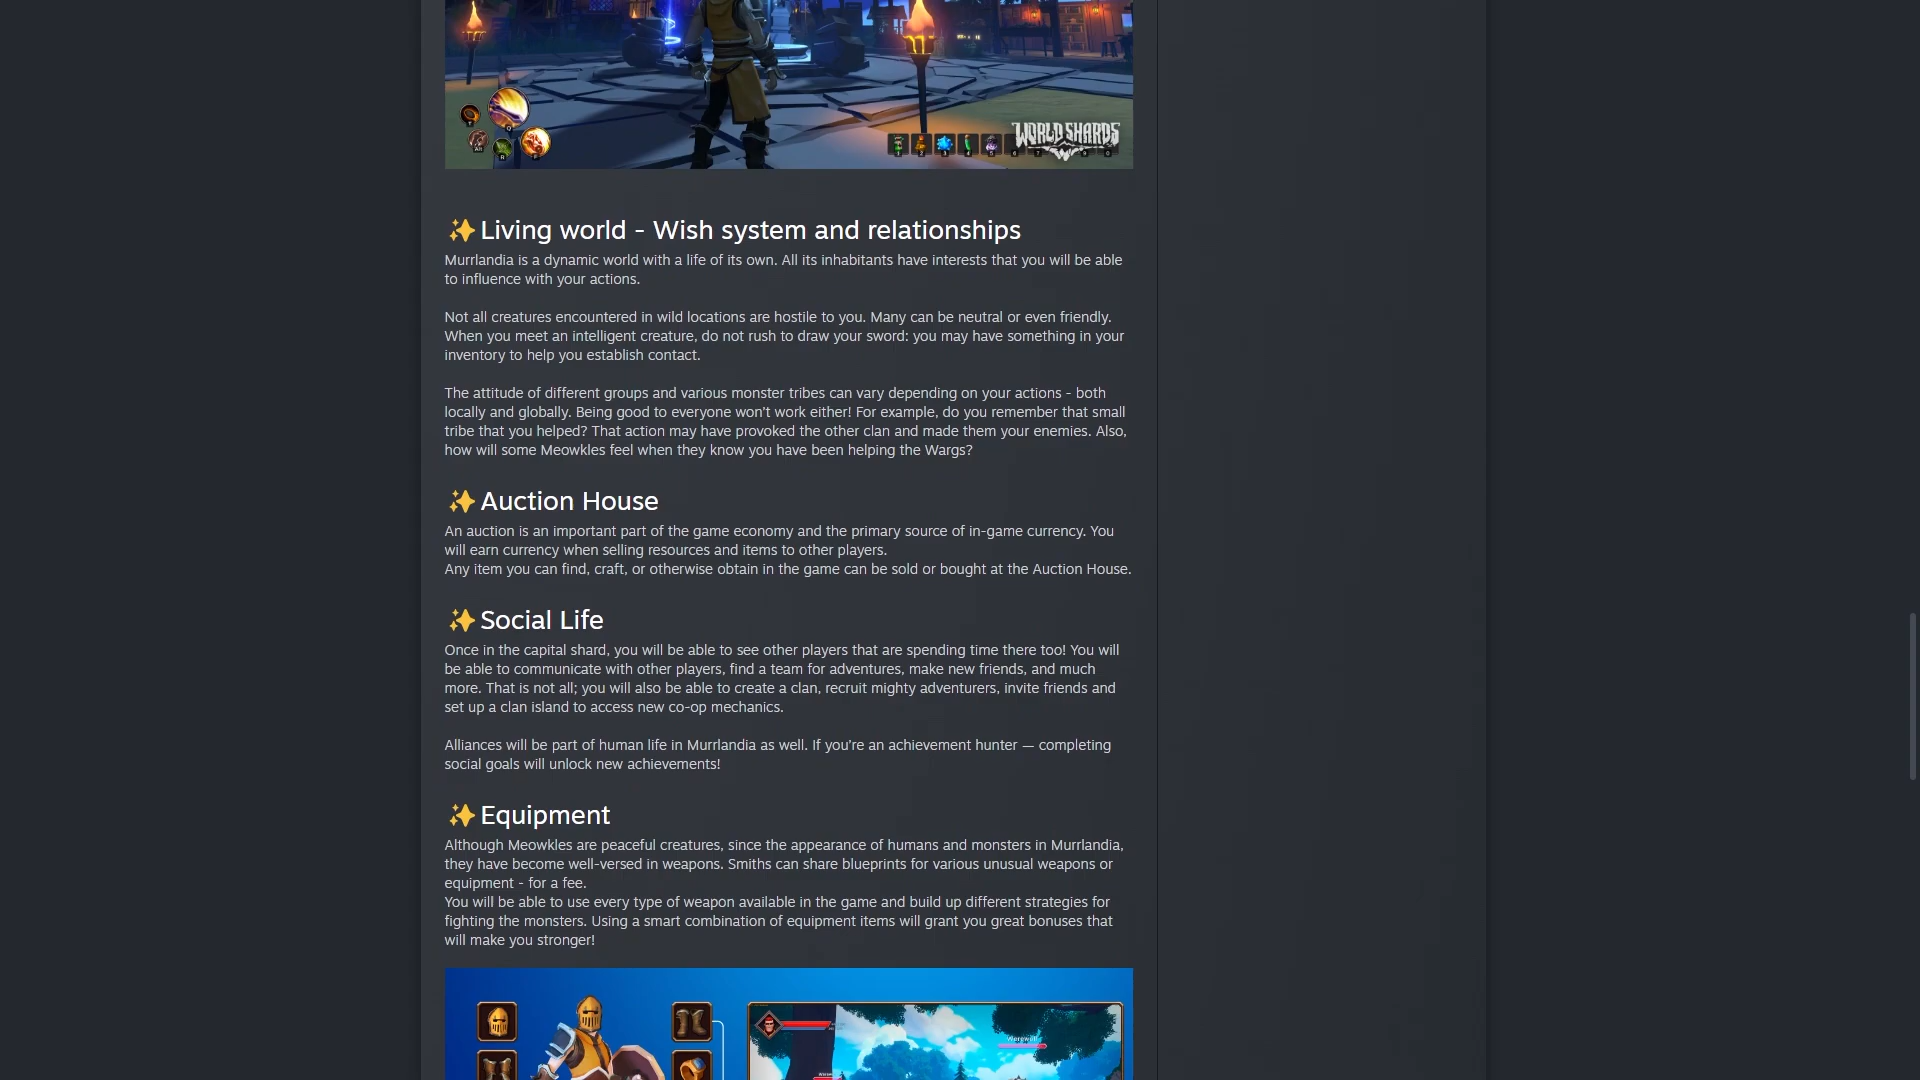 WORLD SHARDS
✨Living world - Wish system and relationships
Murrlandia is a dynamic world with a life of its own. All its inhabitants have interests that you will be able
to influence with your actions.
Not all creatures encountered in wild locations are hostile to you. Many can be neutral or even friendly.
When you meet an intelligent creature, do not rush to draw your sword: you may have something in your
inventory to help you establish contact.
The attitude of different groups and various monster tribes can vary depending on your actions - both
locally and globally. Being good to everyone won’t work either! For example, do you remember that small
tribe that you helped? That action may have provoked the other clan and made them your enemies. Also,
how will some Meowkles feel when they know you have been helping the Wargs?
✨Auction House
An auction is an important part of the game economy and the primary source of in-game currency. You
will earn currency when selling resources and items to other players.
Any item you can find, craft, or otherwise obtain in the game can be sold or bought at the Auction House.
✨Social Life
Once in the capital shard, you will be able to see other players that are spending time there too! You will
be able to communicate with other players, find a team for adventures, make new friends, and much
more. That is not all; you will also be able to create a clan, recruit mighty adventurers, invite friends and
set up a clan island to access new co-op mechanics.
Alliances will be part of human life in Murrlandia as well. If you’re an achievement hunter — completing
social goals will unlock new achievements!
✨Equipment
Although Meowkles are peaceful creatures, since the appearance of humans and monsters in Murrlandia,
they have become well-versed in weapons. Smiths can share blueprints for various unusual weapons or
equipment - for a fee.
You will be able to use every type of weapon available in the game and build up different strategies for
fighting the monsters. Using a smart combination of equipment items will grant you great bonuses that
will make you stronger!